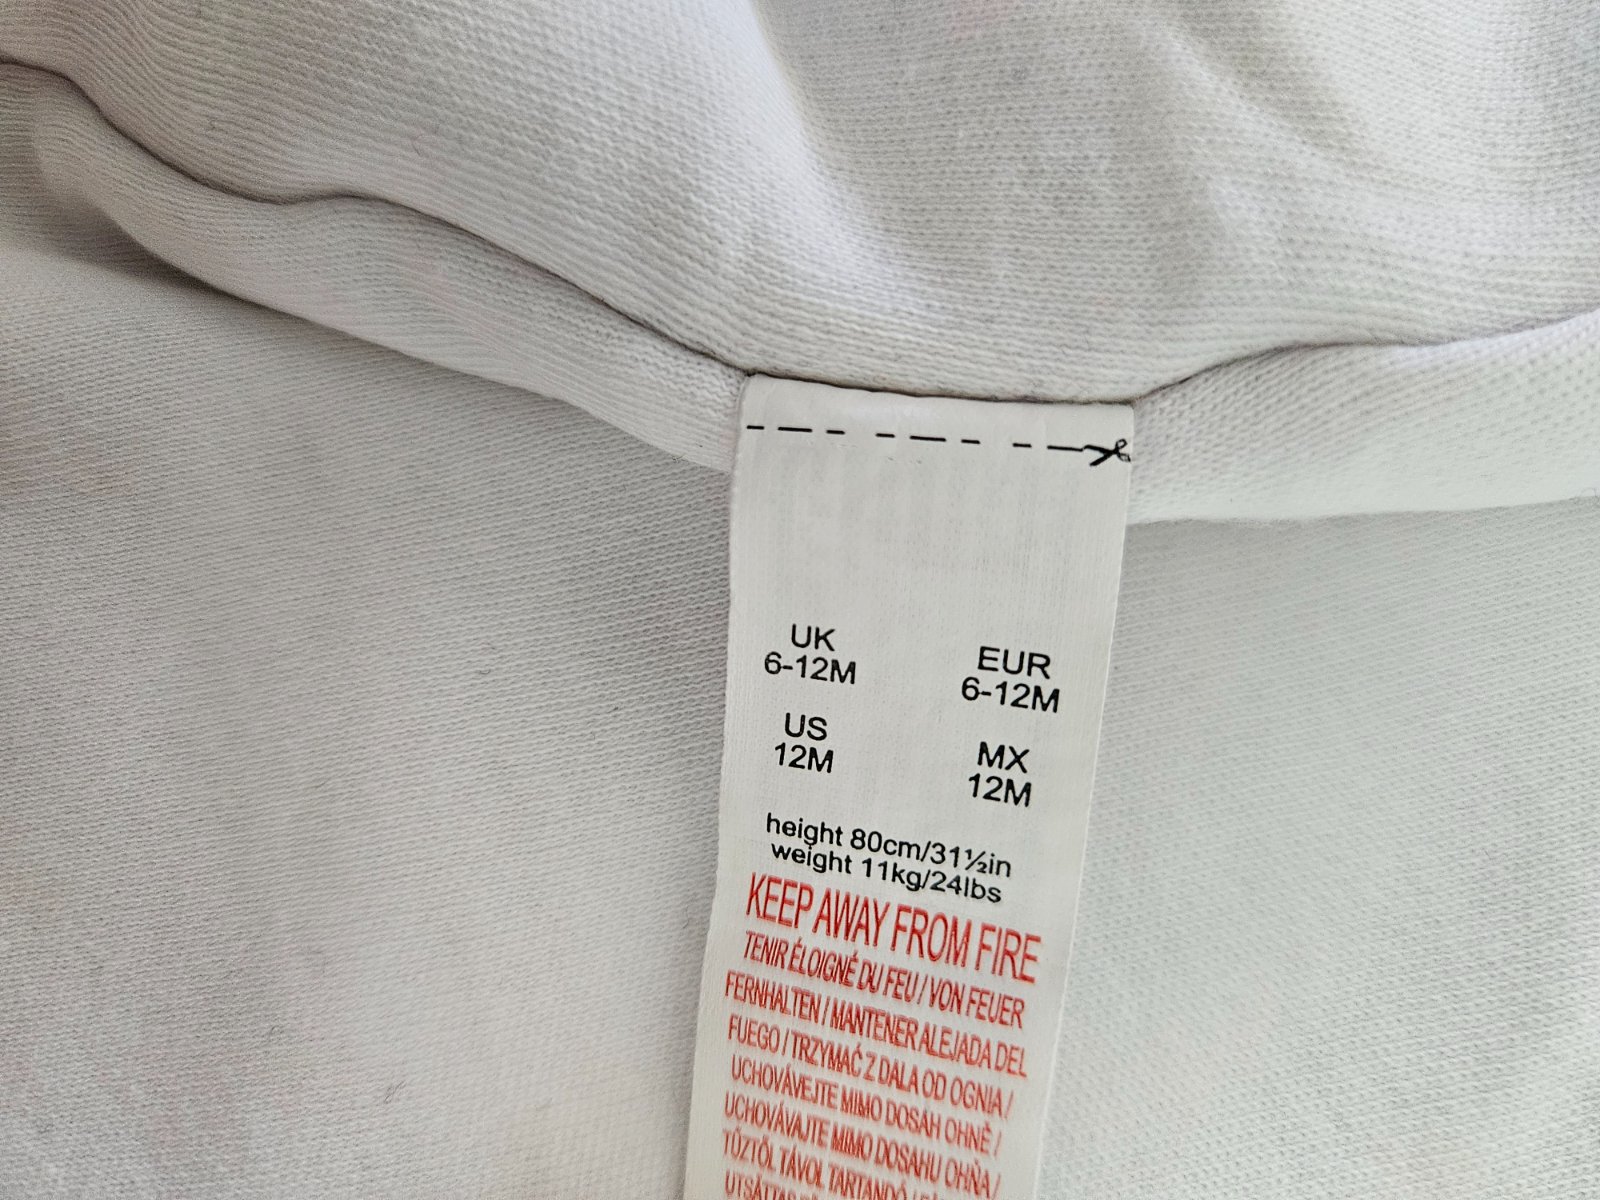 UK
6-12M
EUR
6-12M
US
12M
MX
12M
height 80cm/31½in
weight 11kg/24lbs
KEEP AWAY FROM FIRE
TENIR ÉLOIGNÉ DU FEU / VON FEUER
FERNHALTEN / MANTENER ALEJADA DEL
FUEGO / TRZYMAĆ Z DALA OD OGNIA /
UCHOVÁVEJTE MIMO DOSAH OHNĚ /
UCHOVÁVAJTE MIMO DOSAHU OHŇA /
TŰZTŐL TÁVOL TARTANDÓ /